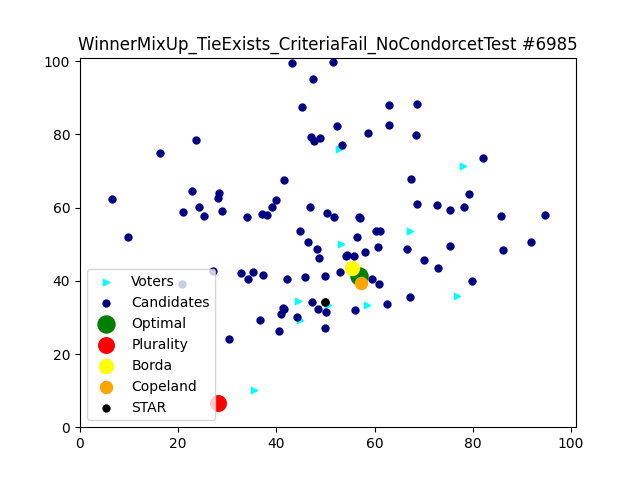 WinnerMixUp_TieExists_CriteriaFail_NoCondorcetTest #6985
100
80
60
40
20
0
Voters
Candidates
Optimal
Plurality
Borda
Copeland
STAR
0 20 40 60 80 100